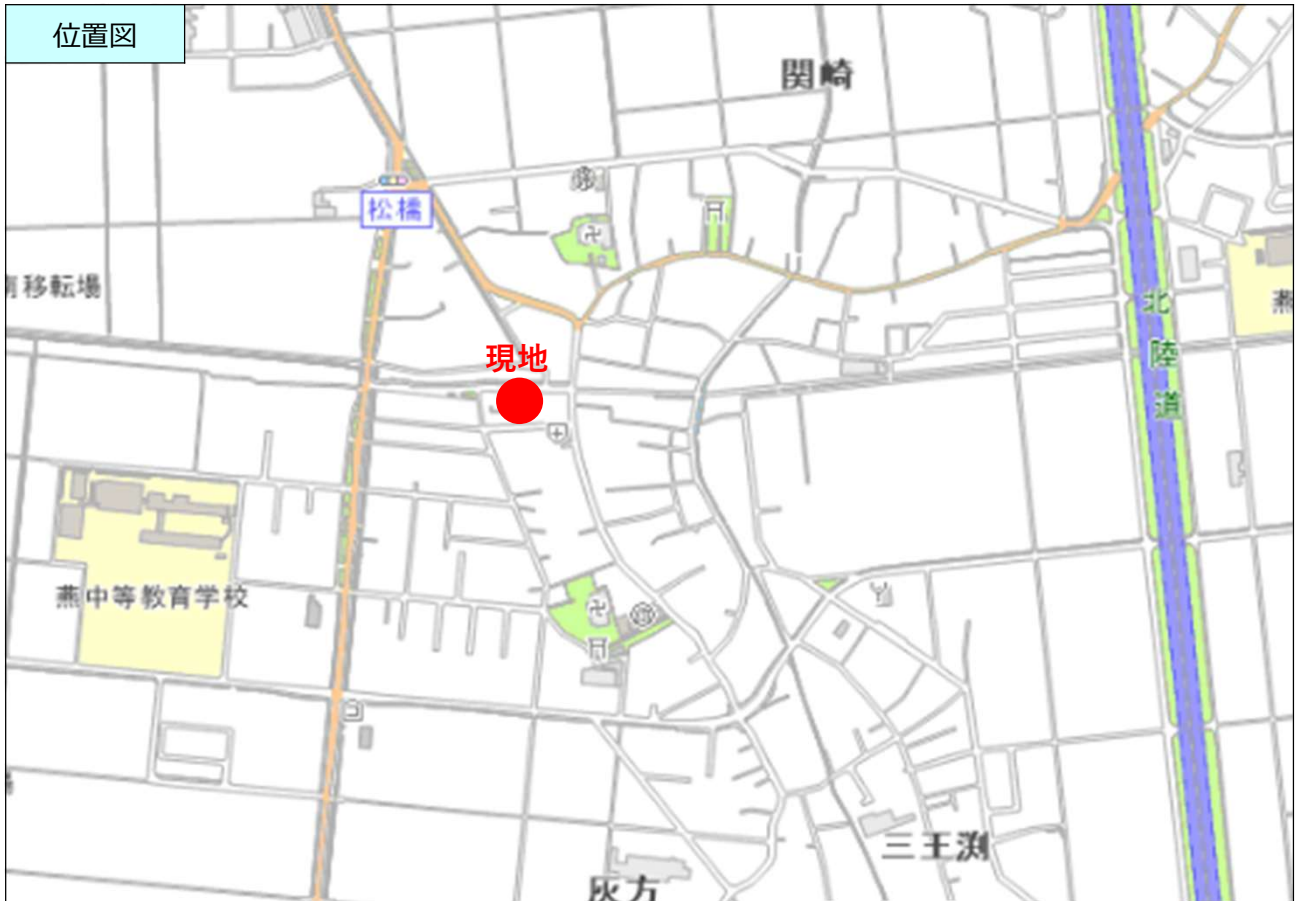 位置図
関崎
松橋
移転場
北
陸
道
燕
現地
燕中等教育学校
三王渕
灰方